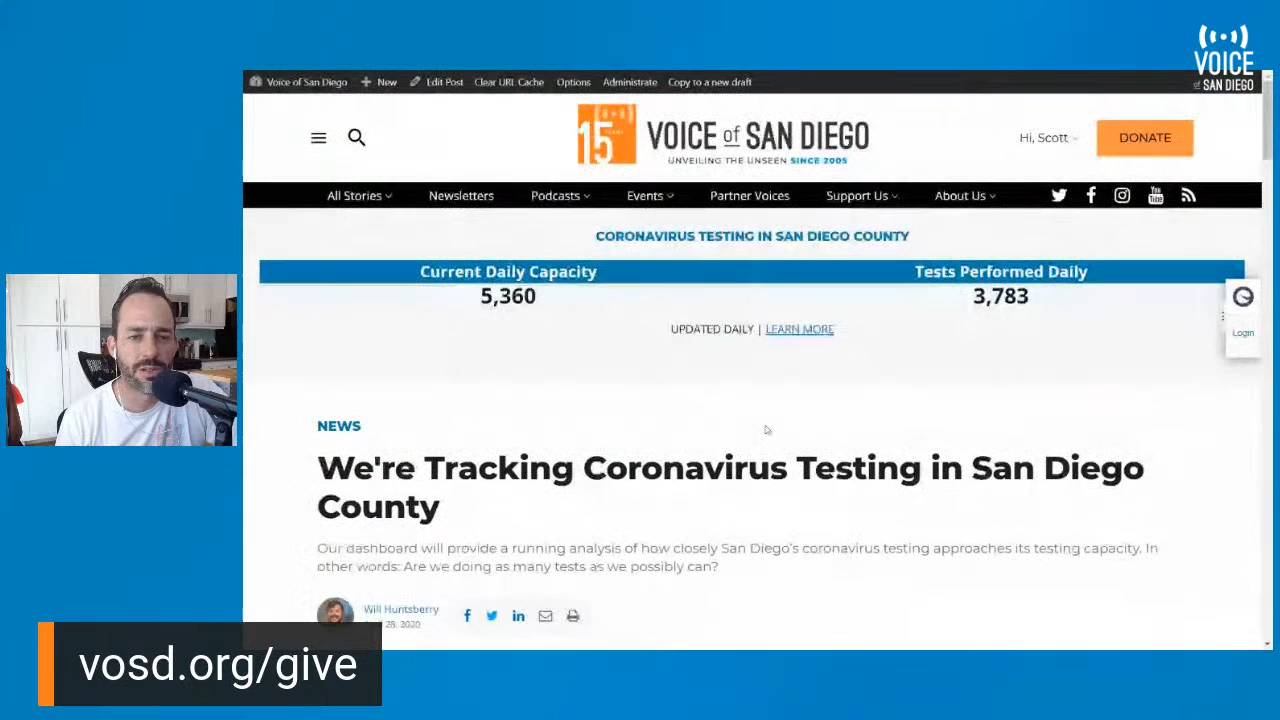 VOICE
of SAN DIEGO
Voice of San Diego New Edit Post Clear URL Cache Options Administrate Copy to a new draft
15 YEARS
VOICE of SAN DIEGO
UNVEILING THE UNSEEN SINCE 2005
Hi, Scott
DONATE
All Stories Newsletters Podcasts Events Partner Voices Support Us About Us
You Tube
CORONAVIRUS TESTING IN SAN DIEGO COUNTY
Current Daily Capacity Tests Performed Daily
5,360 3,783
UPDATED DAILY | LEARN MORE
Login
NEWS
We're Tracking Coronavirus Testing in San Diego
County
Our dashboard will provide a running analysis of how closely San Diego's coronavirus testing approaches its testing capacity. In
other words: Are we doing as many tests as we possibly can?
Will Huntsberry
28, 2020
vosd.org/give